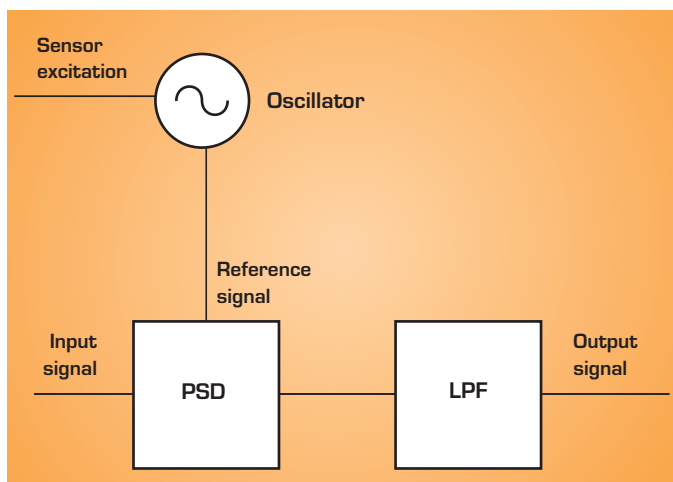 Sensor
excitation
Oscillator
Reference
signal
Input
signal
PSD
LPF
Output
signal